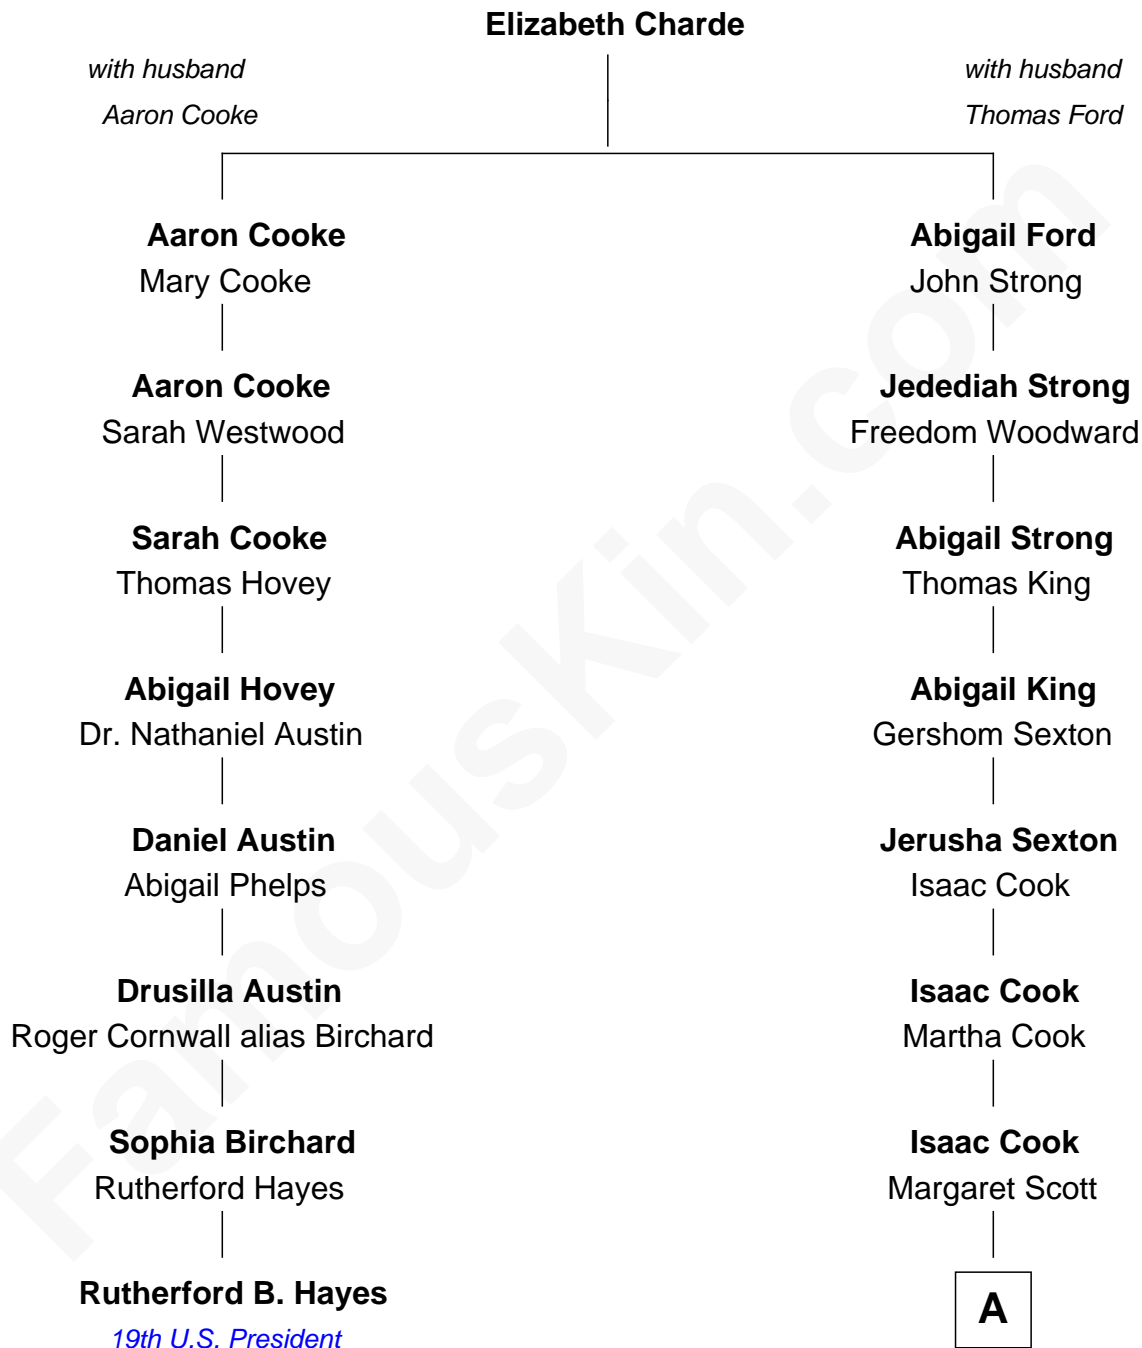 Elizabeth Charde
with husband
Aaron Cooke
with husband
Thomas Ford
Aaron Cooke
Mary Cooke
Abigail Ford
John Strong
Aaron Cooke
Sarah Westwood
Jedediah Strong
Freedom Woodward
Sarah Cooke
Thomas Hovey
Abigail Strong
Thomas King
Abigail Hovey
Dr. Nathaniel Austin
Abigail King
Gershom Sexton
Daniel Austin
Abigail Phelps
Jerusha Sexton
Isaac Cook
Drusilla Austin
Roger Cornwall alias Birchard
Isaac Cook
Martha Cook
Sophia Birchard
Rutherford Hayes
Isaac Cook
Margaret Scott
Rutherford B. Hayes
19th U.S. President
A
FamousKin.com